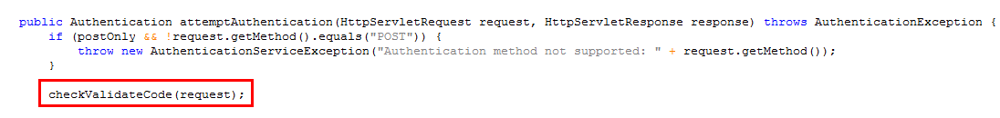 public Authentication attemptAuthentication(HttpServletRequest request, HttpServletResponse response) throws AuthenticationException {
if (postOnly && !request.getMethod().equals("POST")) {
throw new AuthenticationServiceException("Authentication method not supported: " + request.getMethod());
}
checkValidateCode(request);